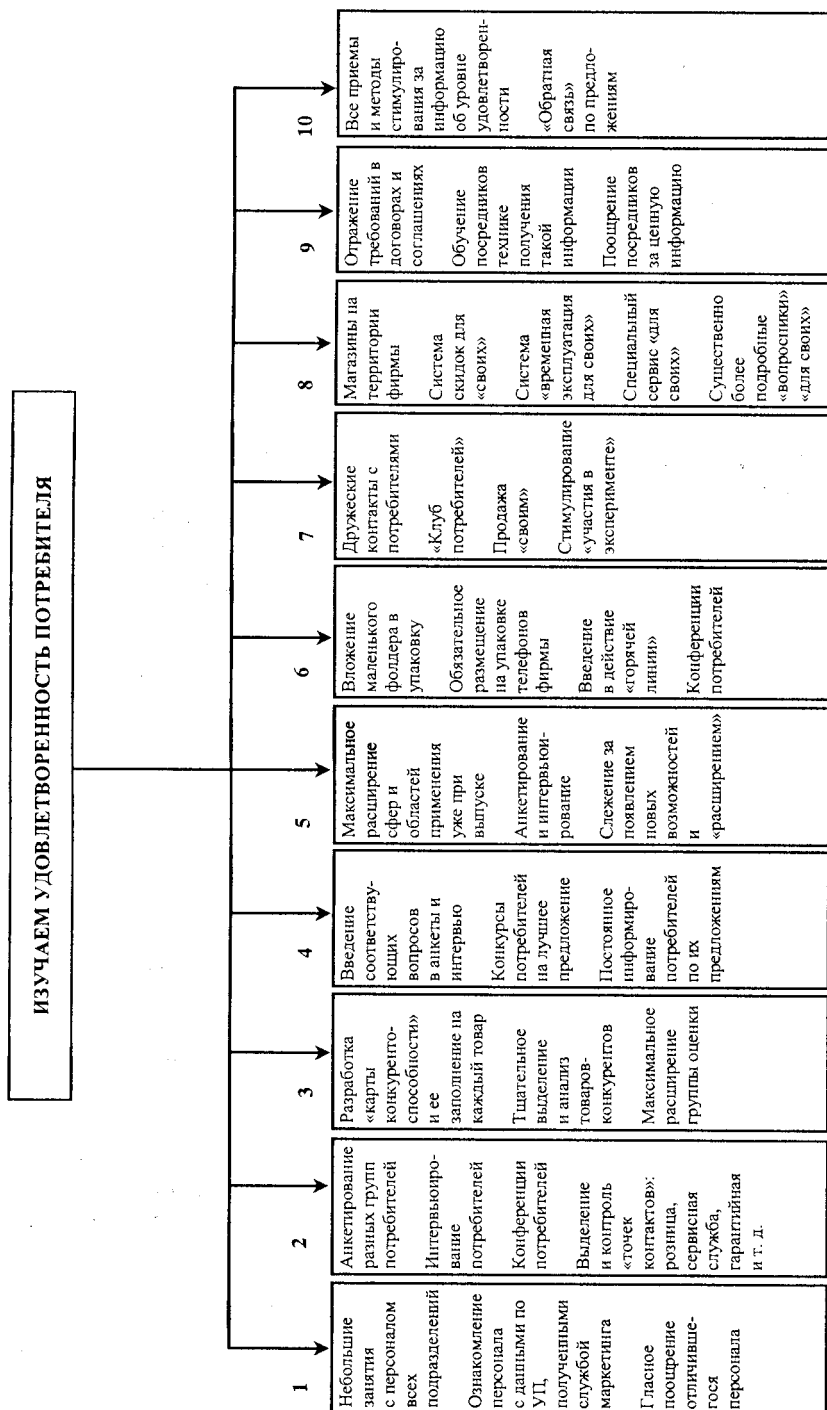 ИЗУЧАЕМ УДОВЛЕТВОРЕННОСТЬ ПОТРЕБИТЕЛЯ
1
Небольшие
занятия
с персоналом
всех
подразделений
Ознакомление
персонала
с данными по
УП,
полученными
службой
маркетинга
Гласное
поощрение
отличивше-
гося
персонала
2
Анкетирование
разных групп
потребителей
Интервьюиро-
вание
потребителей
Конференции
потребителей
Выделение
и контроль
«точек
контактов»:
розница,
сервисная
служба,
гарантийная
и т. д.
3
Разработка
«карты
конкуренто-
способности»
и ее
заполнение на
каждый товар
Тщательное
выделение
и анализ
товаров-
конкурентов
Максимальное
расширение
группы оценки
4
Введение
соответству-
ющих
вопросов
в анкеты и
интервью
Конкурсы
потребителей
на лучшее
предложение
Постоянное
информиро-
вание
потребителей
по их
предложениям
5
Максимальное
расширение
сфер и
областей
применения
уже при
выпуске
Анкетирование
и интервьюи-
рование
Слежение за
появлением
новых
возможностей
и
«расширением»
6
Вложение
маленького
фолдера в
упаковку
Обязательное
размещение
на упаковке
телефонов
фирмы
Введение
в действие
«горячей
линии»
Конференции
потребителей
7
Дружеские
контакты с
потребителями
«Клуб
потребителей»
Продажа
«своим»
Стимулирование
«участия в
эксперименте»
8
Магазины на
территории
фирмы
Система
скидок для
«своих»
Система
«временная
эксплуатация
для своих»
Специальный
сервис «для
своих»
Существенно
более
подробные
«вопросники»
«для своих»
9
Отражение
требований в
договорах и
соглашениях
Обучение
посредников
технике
получения
такой
информации
Поощрение
посредников
за ценную
информацию
10
Все приемы
и методы
стимулиро-
вания за
информацию
об уровне
удовлетворен-
ности
«Обратная
связь»
по предло-
жениям